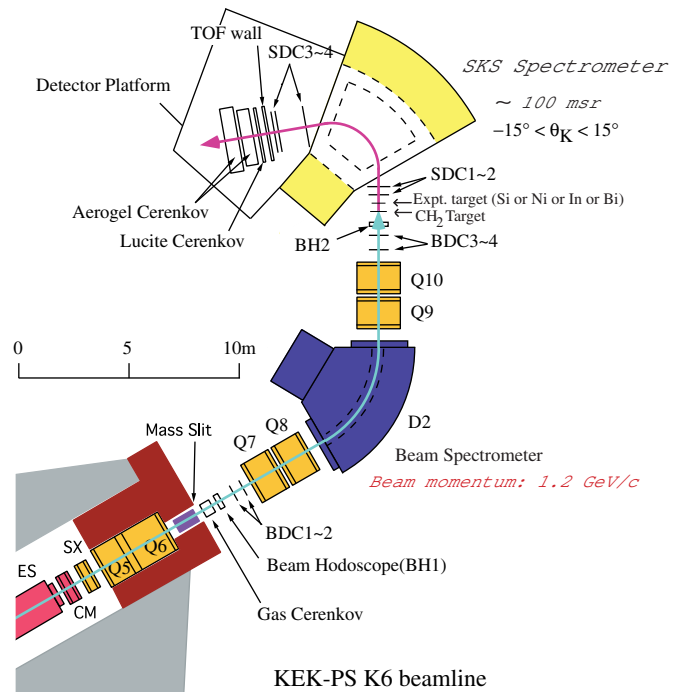 TOF wall
SDC3~4
Detector Platform
SKS Spectrometer
~ 100 msr
−15° < θK < 15°
SDC1~2
Expt. target (Si or Ni or In or Bi)
CH2 Target
Aerogel Cerenkov
Lucite Cerenkov
BH2
BDC3~4
Q10
Q9
0 5 10m
D2
Mass Slit
Q7
Q8
Beam Spectrometer
Beam momentum: 1.2 GeV/c
BDC1~2
Q6
Q5
SX
ES
CM
Beam Hodoscope(BH1)
Gas Cerenkov
KEK-PS K6 beamline